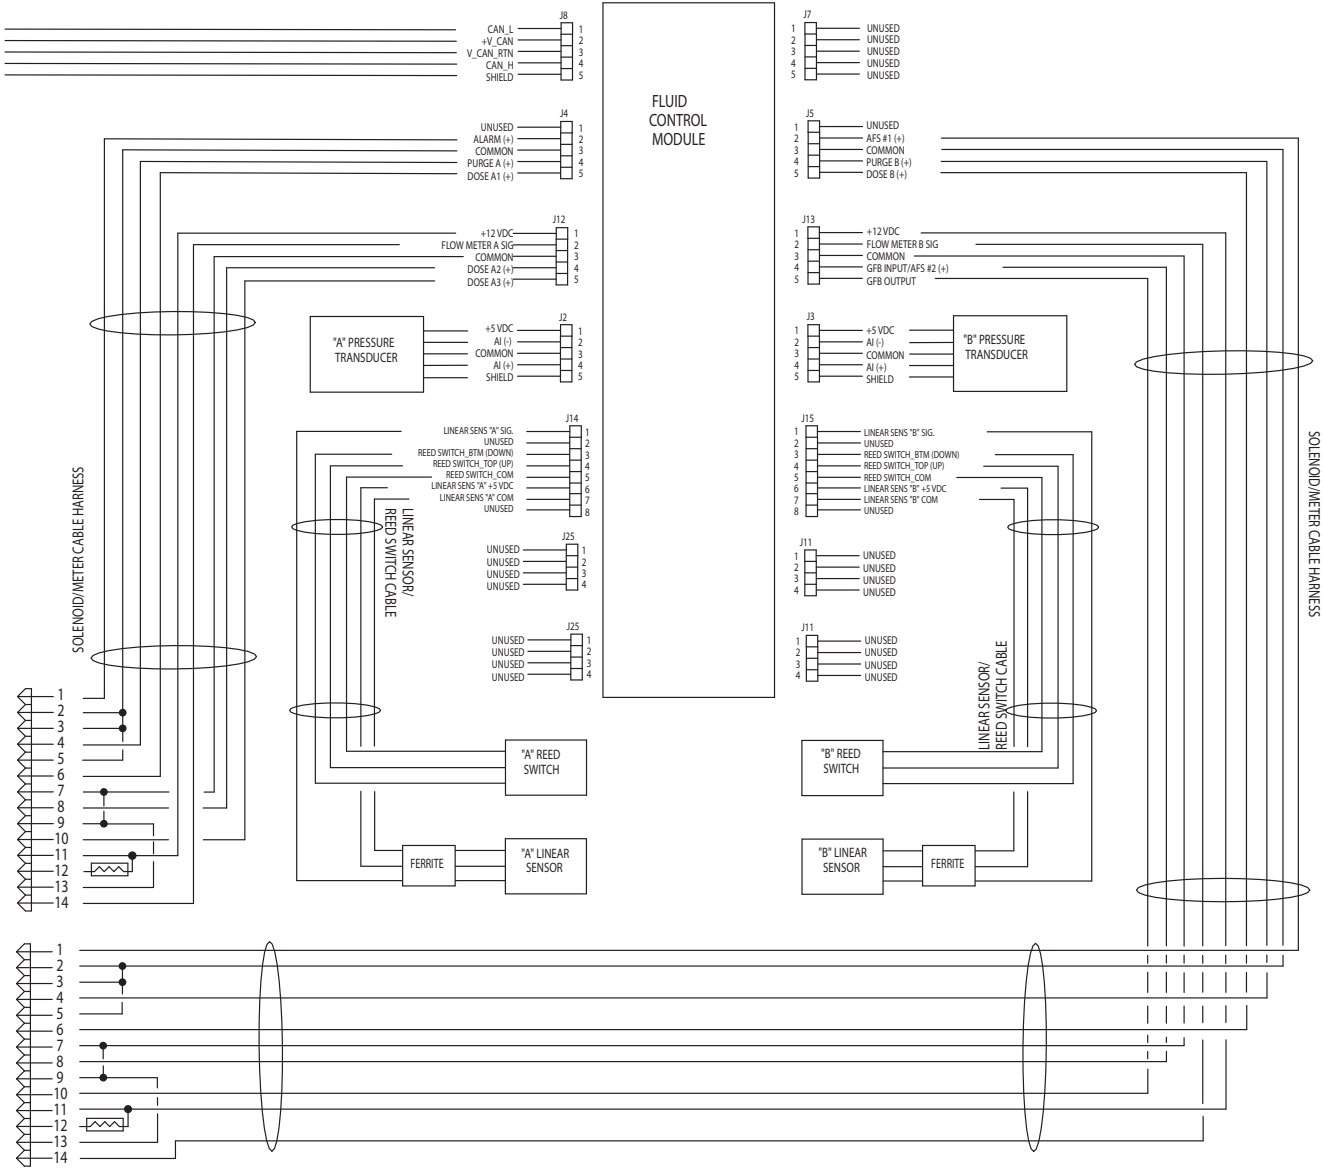 FLUID
CONTROL
MODULE
J8
CAN_L 1
+V_CAN 2
V_CAN_RTN 3
CAN_H 4
SHIELD 5
J4
UNUSED 1
ALARM (+) 2
COMMON 3
PURGE A (+) 4
DOSE A1 (+) 5
J12
+12 VDC 1
FLOW METER A SIG 2
COMMON 3
DOSE A2 (+) 4
DOSE A3 (+) 5
"A" PRESSURE
TRANSDUCER
J2
+5 VDC 1
AI (-) 2
COMMON 3
AI (+) 4
SHIELD 5
J14
LINEAR SENS "A" SIG. 1
UNUSED 2
REED SWITCH_BTM (DOWN) 3
REED SWITCH_TOP (UP) 4
REED SWITCH_COM 5
LINEAR SENS "A" +5 VDC 6
LINEAR SENS "A" COM 7
UNUSED 8
J25
UNUSED 1
UNUSED 2
UNUSED 3
UNUSED 4
J25
UNUSED 1
UNUSED 2
UNUSED 3
UNUSED 4
J7
1 UNUSED
2 UNUSED
3 UNUSED
4 UNUSED
5 UNUSED
J5
1 UNUSED
2 AFS #1 (+)
3 COMMON
4 PURGE B (+)
5 DOSE B (+)
J13
1 +12 VDC
2 FLOW METER B SIG
3 COMMON
4 GFB INPUT/AFS #2 (+)
5 GFB OUTPUT
J3
1 +5 VDC
2 AI (-)
3 COMMON
4 AI (+)
5 SHIELD
"B" PRESSURE
TRANSDUCER
J15
1 LINEAR SENS "B" SIG.
2 UNUSED
3 REED SWITCH_BTM (DOWN)
4 REED SWITCH_TOP (UP)
5 REED SWITCH_COM
6 LINEAR SENS "B" +5 VDC
7 LINEAR SENS "B" COM
8 UNUSED
J11
1 UNUSED
2 UNUSED
3 UNUSED
4 UNUSED
J11
1 UNUSED
2 UNUSED
3 UNUSED
4 UNUSED
SOLENOID/METER CABLE HARNESS
LINEAR SENSOR/
REED SWITCH CABLE
LINEAR SENSOR/
REED SWITCH CABLE
SOLENOID/METER CABLE HARNESS
"A" REED
SWITCH
FERRITE
"A" LINEAR
SENSOR
"B" REED
SWITCH
"B" LINEAR
SENSOR
FERRITE
1
2
3
4
5
6
7
8
9
10
11
12
13
14
1
2
3
4
5
6
7
8
9
10
11
12
13
14